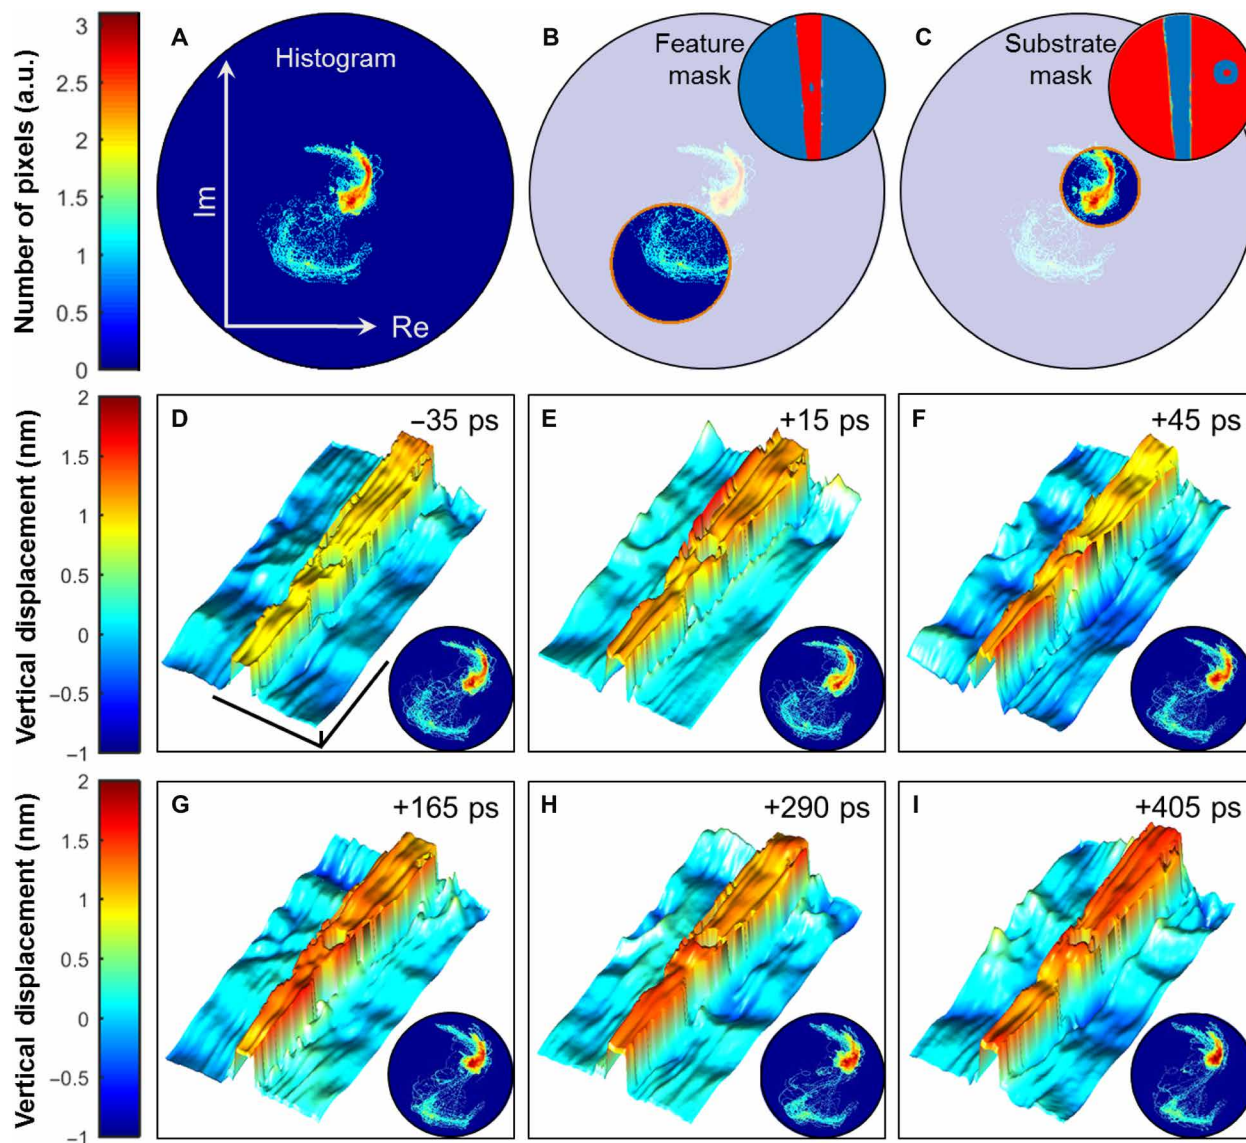 Number of pixels (a.u.)
3
2.5
2
1.5
1
0.5
0
A
Histogram
Im
Re
B
Feature
mask
C
Substrate
mask
Vertical displacement (nm)
2
1.5
1
0.5
0
−0.5
−1
D
−35 ps
E
+15 ps
F
+45 ps
Vertical displacement (nm)
2
1.5
1
0.5
0
−0.5
−1
G
+165 ps
H
+290 ps
I
+405 ps